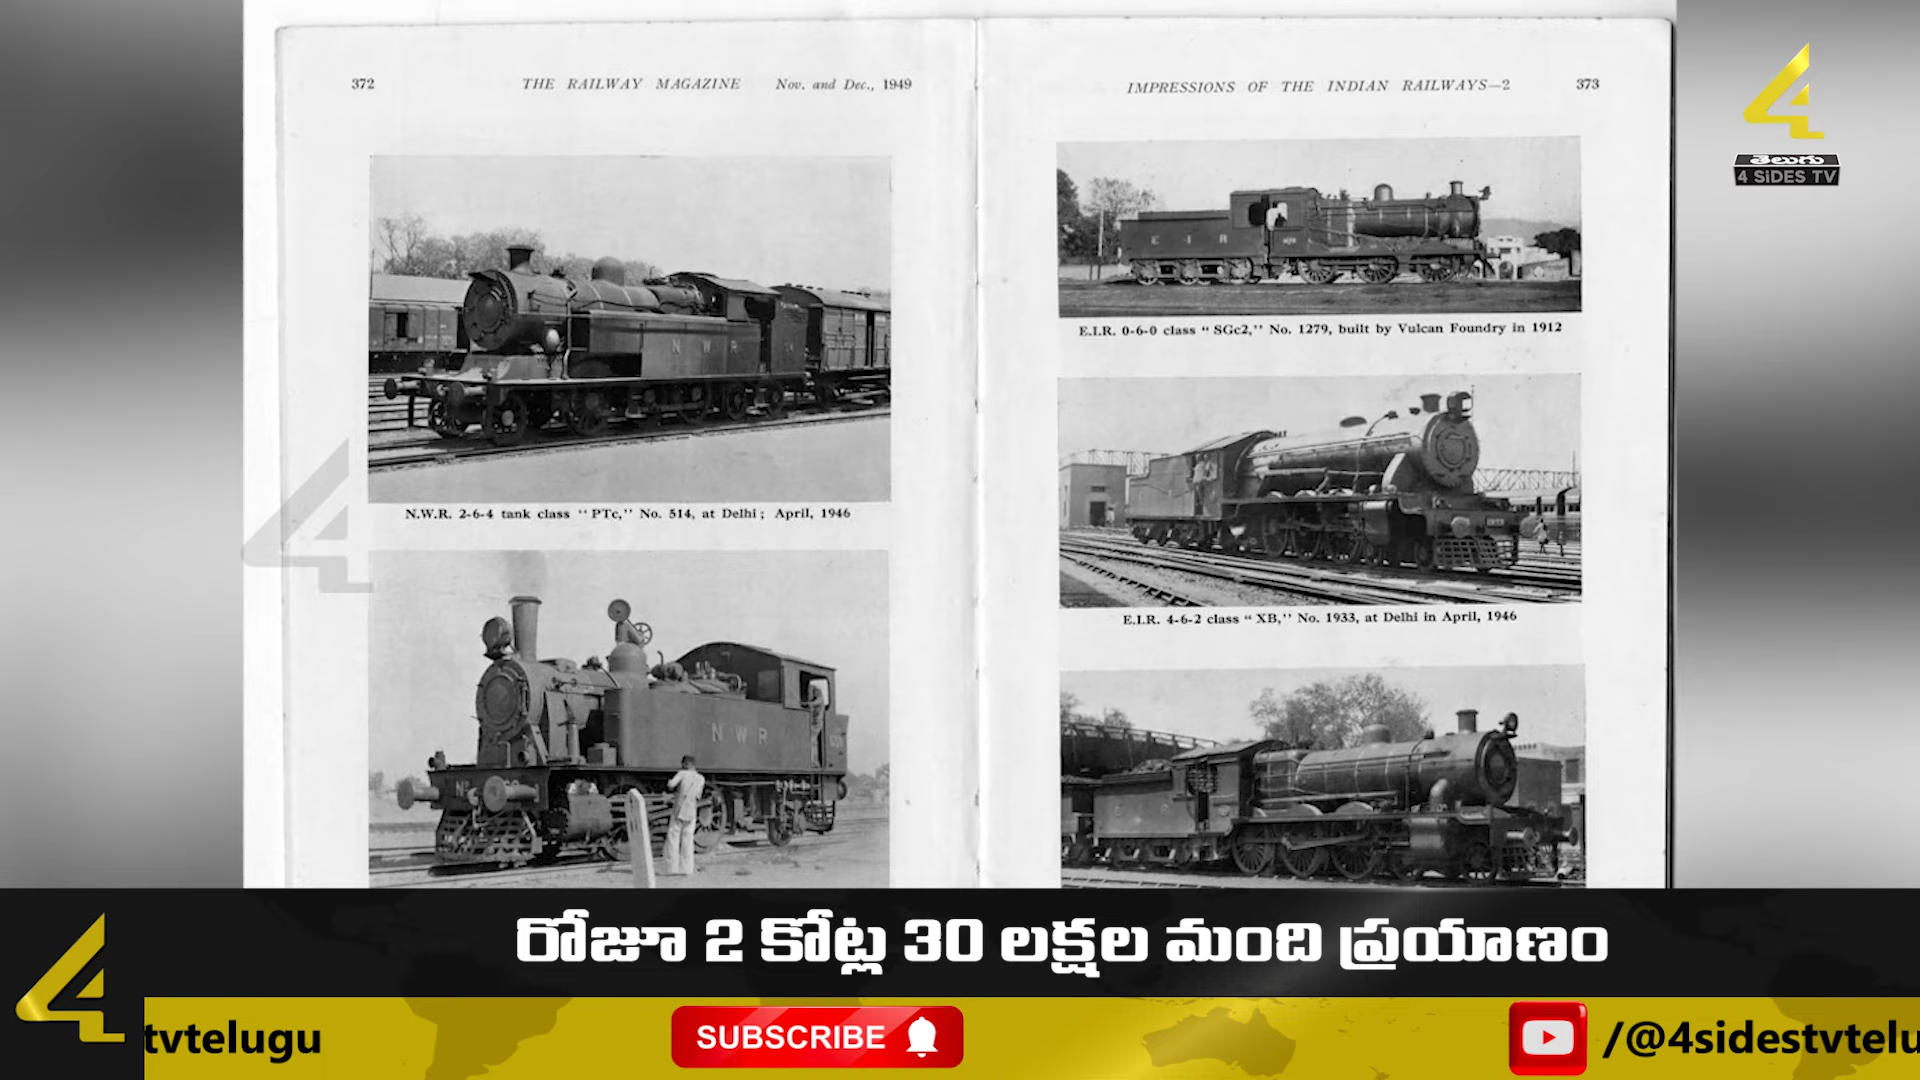 372 THE RAILWAY MAGAZINE Nov. and Dec., 1949
N W R
N.W.R. 2-6-4 tank class "PTc," No. 514, at Delhi; April, 1946
N W R
IMPRESSIONS OF THE INDIAN RAILWAYS—2 373
E I R
E.I.R. 0-6-0 class "SGc2," No. 1279, built by Vulcan Foundry in 1912
E.I.R. 4-6-2 class "XB," No. 1933, at Delhi in April, 1946
4
తెలుగు
4 SiDES TV
రోజూ 2 కోట్ల 30 లక్షల మంది ప్రయాణం
4
tvtelugu
SUBSCRIBE
/@4sidestvtelu